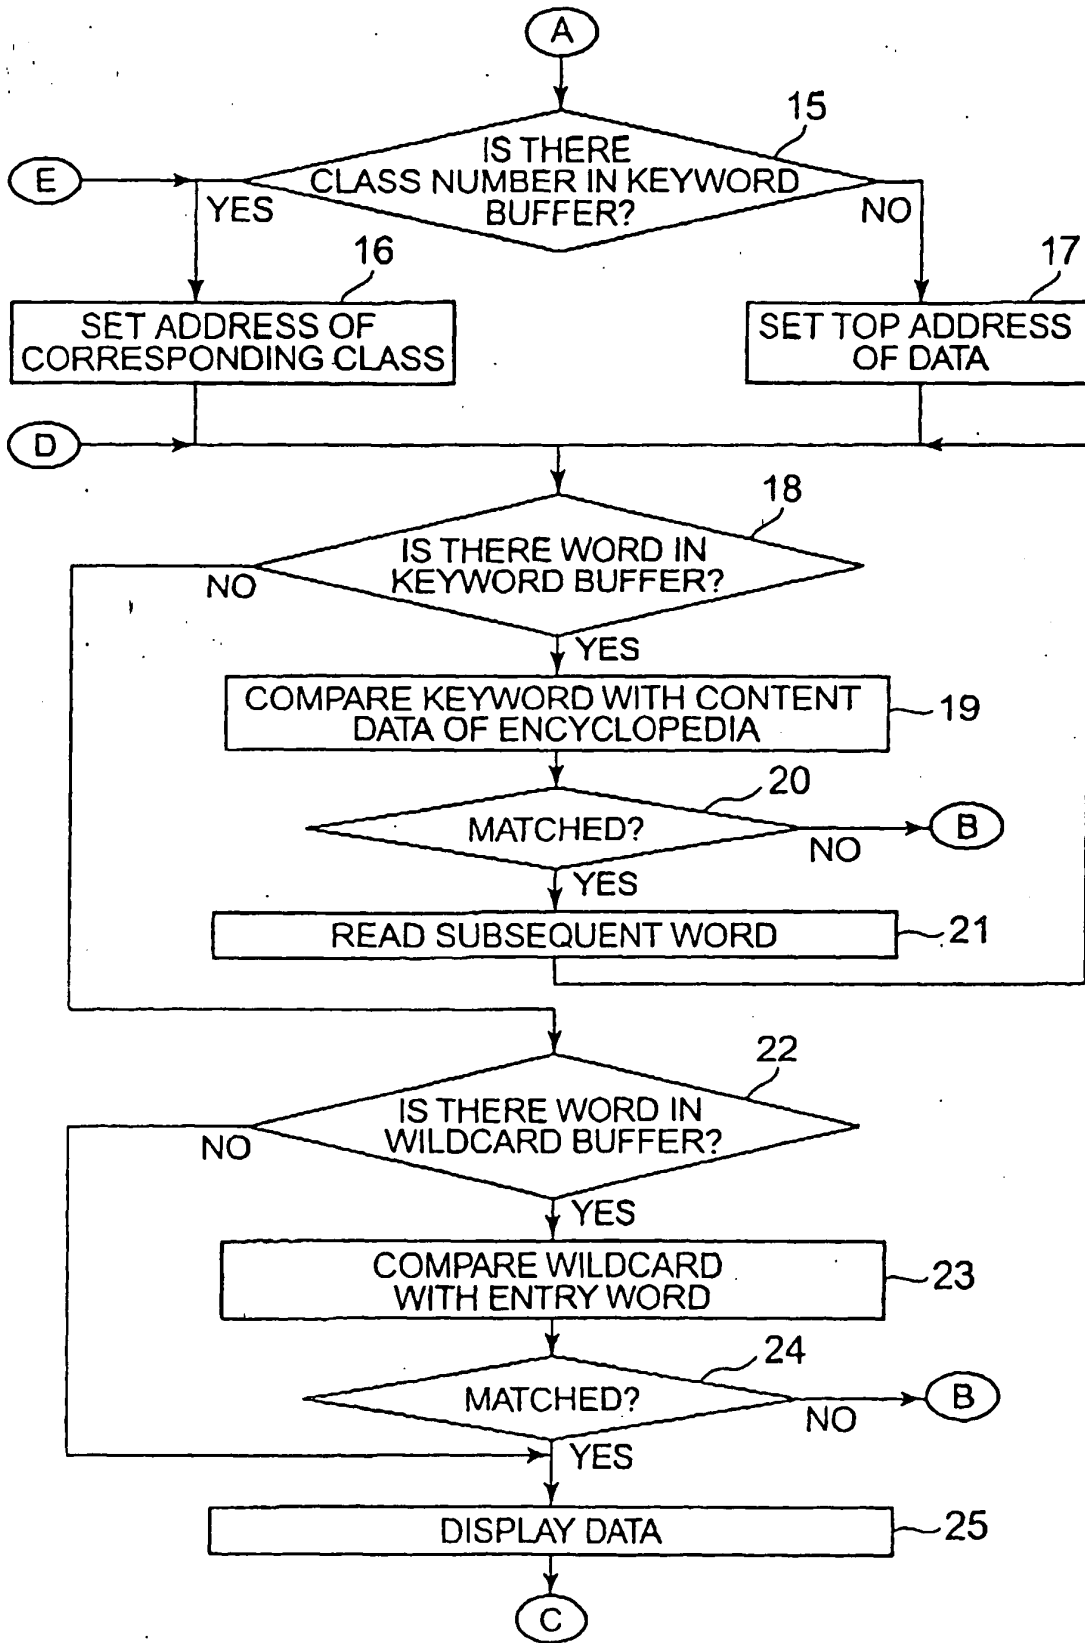 A
15
IS THERE
CLASS NUMBER IN KEYWORD
BUFFER?
E
YES
NO
16
17
SET ADDRESS OF
CORRESPONDING CLASS
SET TOP ADDRESS
OF DATA
D
18
IS THERE WORD IN
KEYWORD BUFFER?
NO
YES
COMPARE KEYWORD WITH CONTENT
DATA OF ENCYCLOPEDIA
19
20
MATCHED?
NO
B
YES
READ SUBSEQUENT WORD
21
22
IS THERE WORD IN
WILDCARD BUFFER?
NO
YES
COMPARE WILDCARD
WITH ENTRY WORD
23
24
MATCHED?
NO
B
YES
DISPLAY DATA
25
C